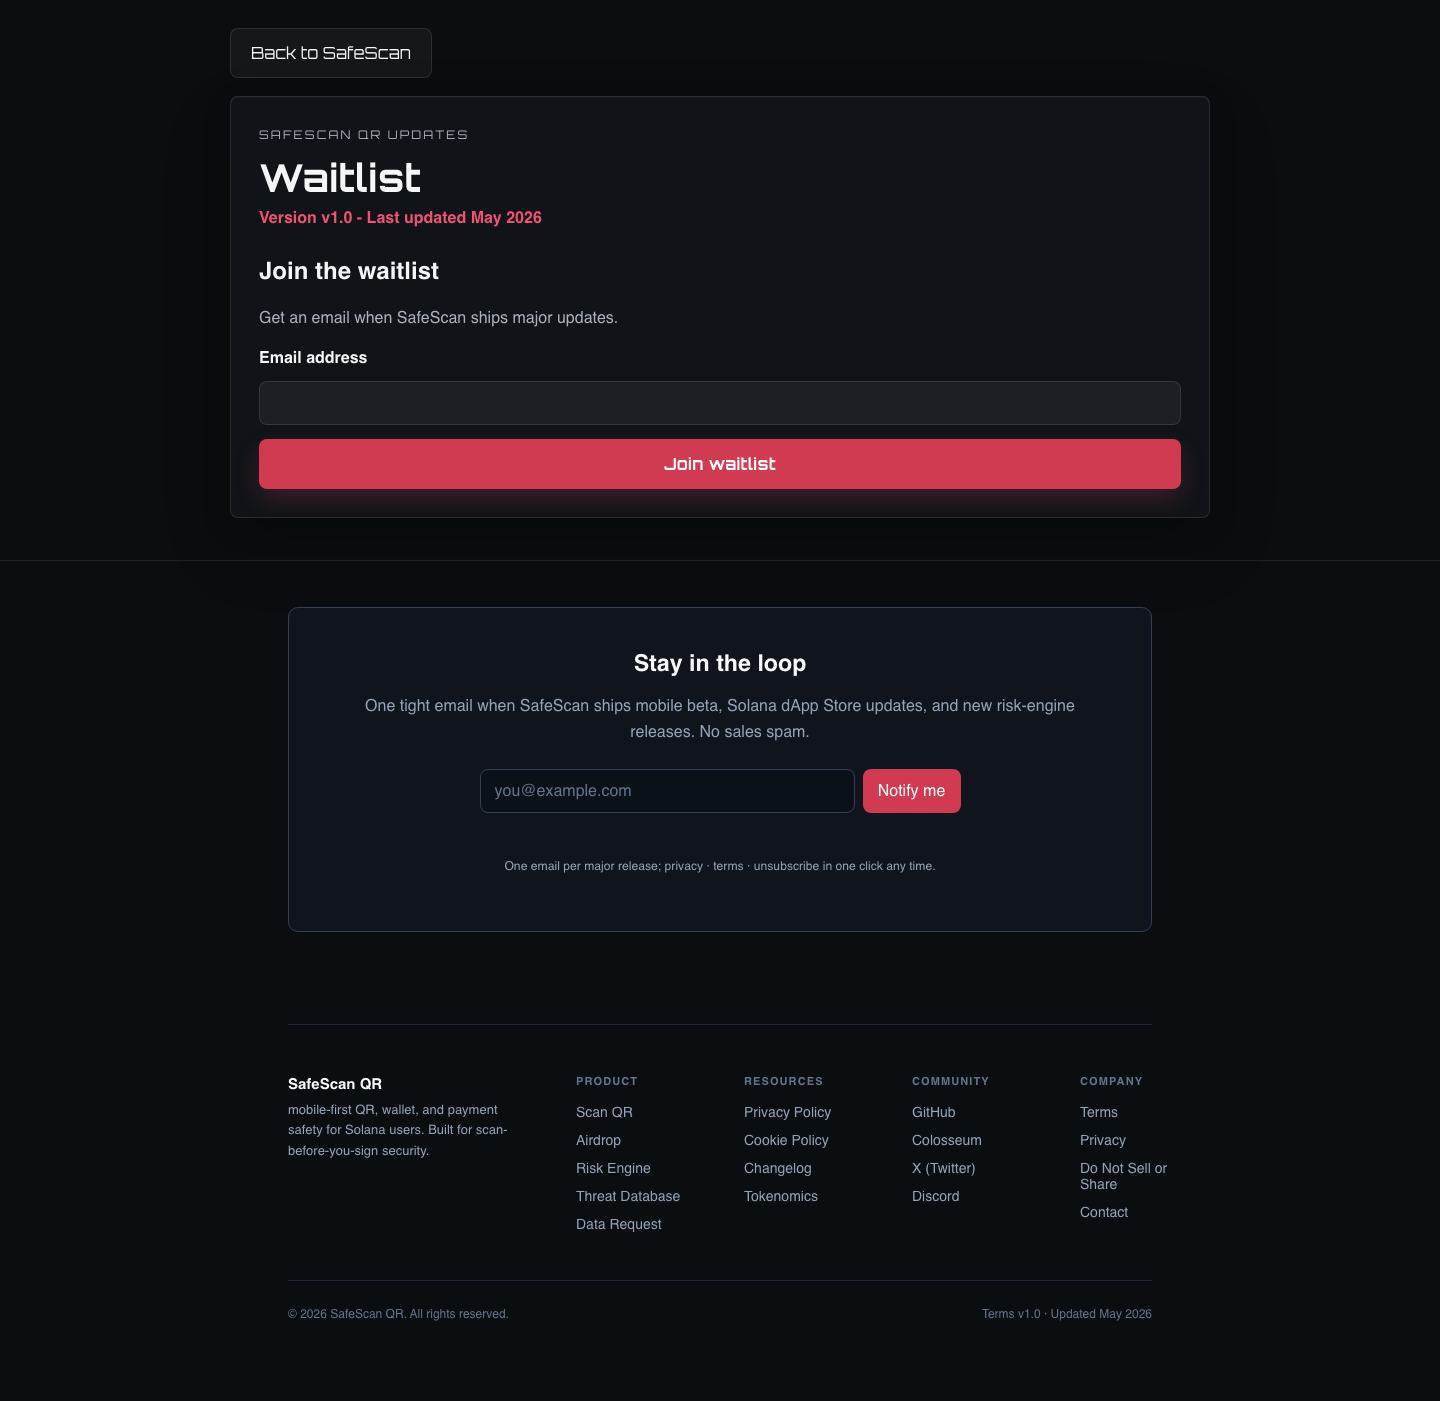 Back to SafeScan
SAFESCAN QR UPDATES
Waitlist
Version v1.0 - Last updated May 2026
Join the waitlist
Get an email when SafeScan ships major updates.
Email address
Join waitlist
Stay in the loop
One tight email when SafeScan ships mobile beta, Solana dApp Store updates, and new risk-engine
releases. No sales spam.
you@example.com
Notify me
One email per major release; privacy · terms · unsubscribe in one click any time.
SafeScan QR
mobile-first QR, wallet, and payment
safety for Solana users. Built for scan-
before-you-sign security.
PRODUCT
Scan QR
Airdrop
Risk Engine
Threat Database
Data Request
RESOURCES
Privacy Policy
Cookie Policy
Changelog
Tokenomics
COMMUNITY
GitHub
Colosseum
X (Twitter)
Discord
COMPANY
Terms
Privacy
Do Not Sell or
Share
Contact
© 2026 SafeScan QR. All rights reserved.
Terms v1.0 · Updated May 2026